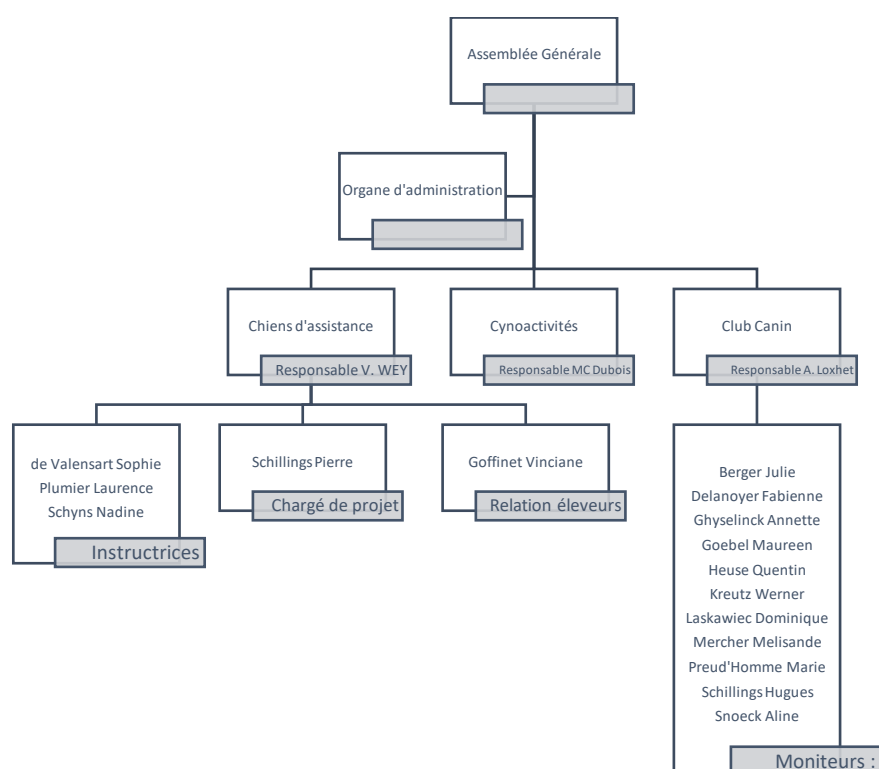 Assemblée Générale
Organe d'administration
Chiens d'assistance
Responsable V. WEY
Cynoactivités
Responsable MC Dubois
Club Canin
Responsable A. Loxhet
de Valensart Sophie
Plumier Laurence
Schyns Nadine
Instructrices
Schillings Pierre
Chargé de projet
Goffinet Vinciane
Relation éleveurs
Berger Julie
Delanoyer Fabienne
Ghyselinck Annette
Goebel Maureen
Heuse Quentin
Kreutz Werner
Laskawiec Dominique
Mercher Melisande
Preud'Homme Marie
Schillings Hugues
Snoeck Aline
Moniteurs :